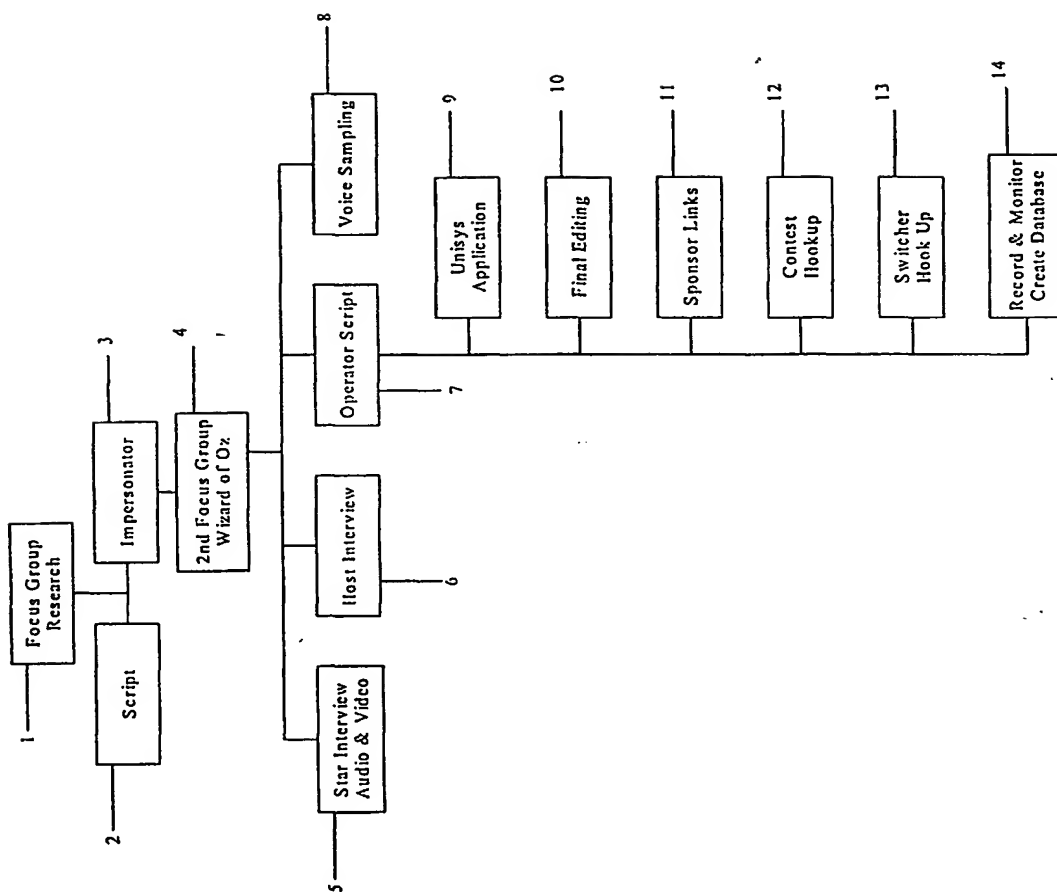 1
Focus Group
Research
2
Script
3
Impersonator
4
2nd Focus Group
Wizard of Oz
5
Star Interview
Audio & Video
6
Host Interview
7
Operator Script
8
Voice Sampling
9
Unisys
Application
10
Final Editing
11
Sponsor Links
12
Contest
Hookup
13
Switcher
Hook Up
14
Record & Monitor
Create Database